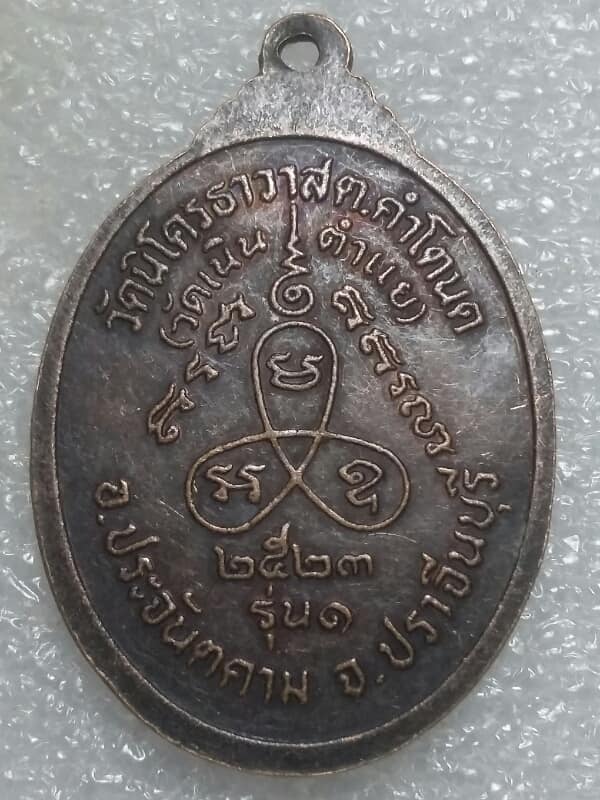 วัดนิโครธาวาส ต.คำโตนด
(วัดเนินตำแย)
๒๕๒๓
รุ่น๑
อ.ประจันตคาม จ.ปราจีนบุรี